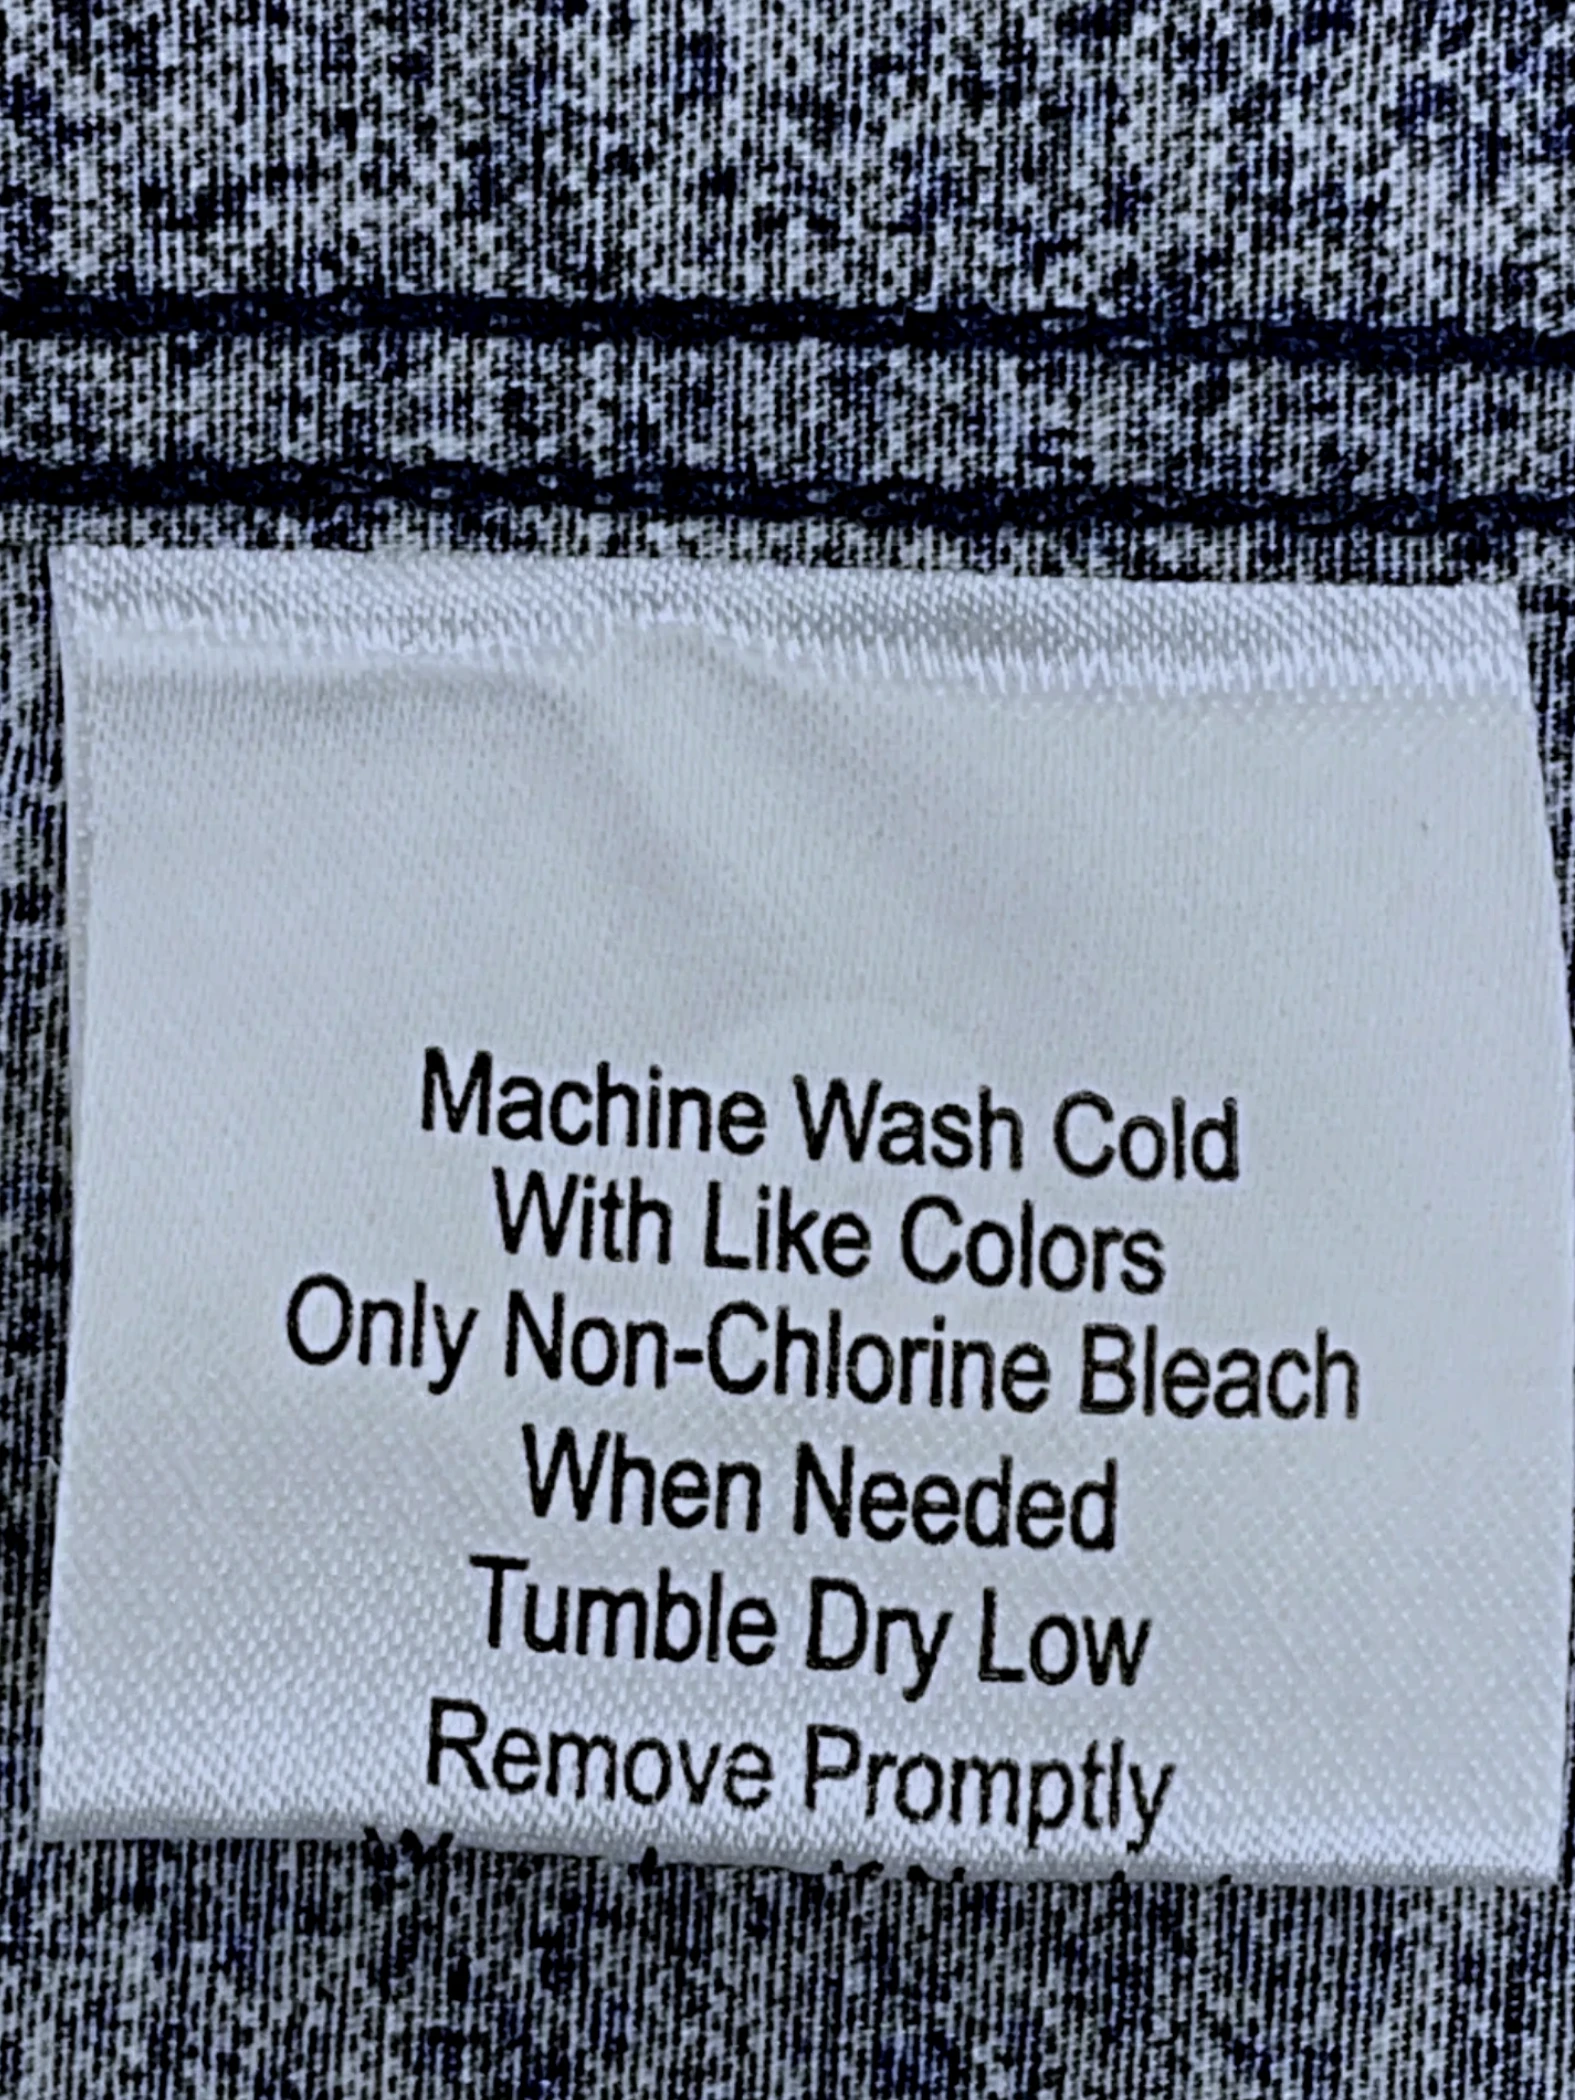 Machine Wash Cold
With Like Colors
Only Non-Chlorine Bleach
When Needed
Tumble Dry Low
Remove Promptly